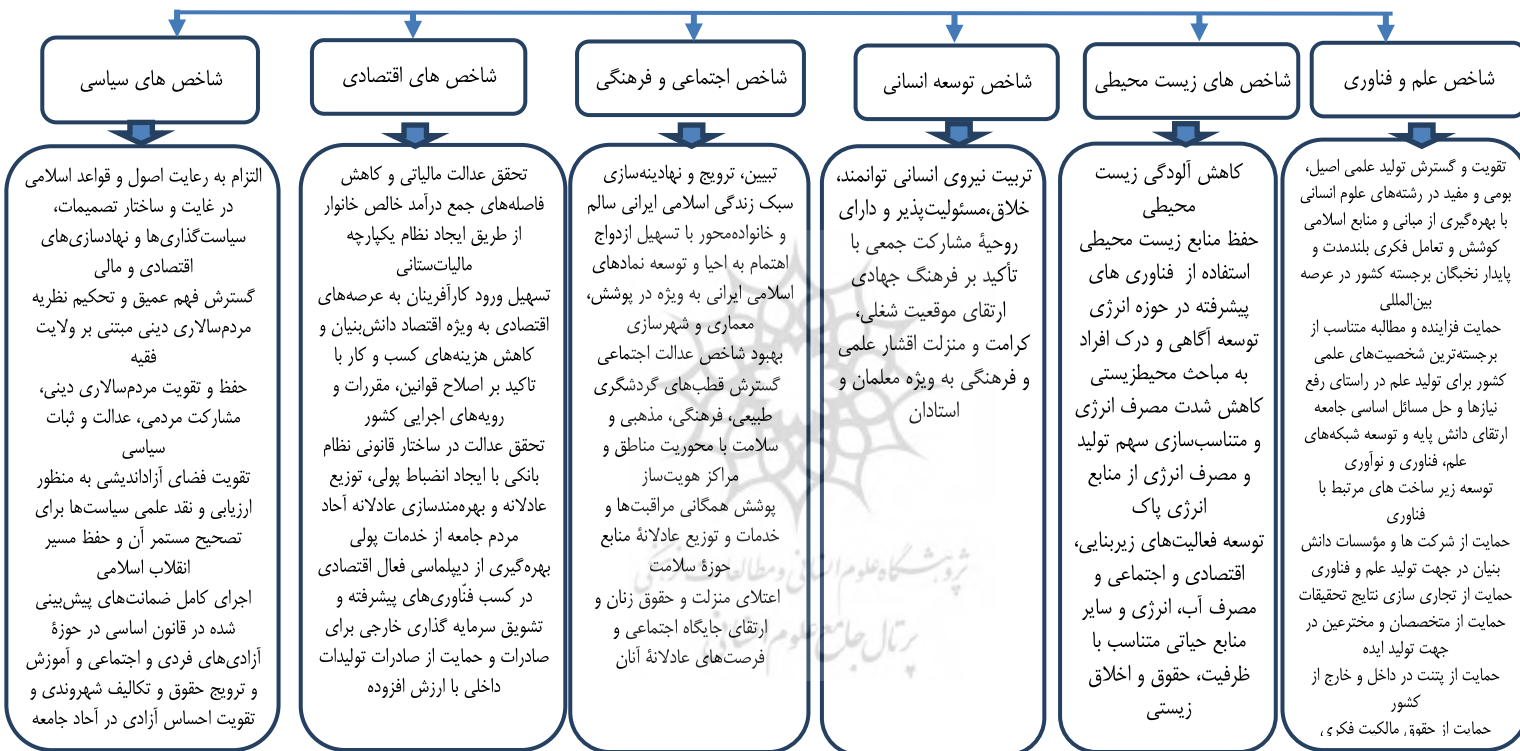 شاخص علم و فناوری
تقویت و گسترش تولید علمی اصیل،
بومی و مفید در رشته‌های علوم انسانی
با بهره‌گیری از مبانی و منابع اسلامی
کوشش و تعامل فکری بلندمدت و
پایدار نخبگان برجسته کشور در عرصه
بین‌المللی
حمایت فزاینده و مطالبه متناسب از
برجسته‌ترین شخصیت‌های علمی
کشور برای تولید علم در راستای رفع
نیازها و حل مسائل اساسی جامعه
ارتقای دانش پایه و توسعه شبکه‌های
علم، فناوری و نوآوری
توسعه زیر ساخت های مرتبط با
فناوری
حمایت از شرکت ها و مؤسسات دانش
بنیان در جهت تولید علم و فناوری
حمایت از تجاری سازی نتایج تحقیقات
حمایت از متخصصان و مخترعین در
جهت تولید ایده
حمایت از پتنت در داخل و خارج از
کشور
حمایت از حقوق مالکیت فکری
شاخص های زیست محیطی
کاهش آلودگی زیست
محیطی
حفظ منابع زیست محیطی
استفاده از فناوری های
پیشرفته در حوزه انرژی
توسعه آگاهی و درک افراد
به مباحث محیط‌زیستی
کاهش شدت مصرف انرژی
و متناسب‌سازی سهم تولید
و مصرف انرژی از منابع
انرژی پاک
توسعه فعالیت‌های زیربنایی،
اقتصادی و اجتماعی و
مصرف آب، انرژی و سایر
منابع حیاتی متناسب با
ظرفیت، حقوق و اخلاق
زیستی
شاخص توسعه انسانی
تربیت نیروی انسانی توانمند،
خلاق،مسئولیت‌پذیر و دارای
روحیهٔ مشارکت جمعی با
تأکید بر فرهنگ جهادی
ارتقای موقعیت شغلی،
کرامت و منزلت اقشار علمی
و فرهنگی به ویژه معلمان و
استادان
شاخص اجتماعی و فرهنگی
تبیین، ترویج و نهادینه‌سازی
سبک زندگی اسلامی ایرانی سالم
و خانواده‌محور با تسهیل ازدواج
اهتمام به احیا و توسعه نمادهای
اسلامی ایرانی به ویژه در پوشش،
معماری و شهرسازی
بهبود شاخص عدالت اجتماعی
گسترش قطب‌های گردشگری
طبیعی، فرهنگی، مذهبی و
سلامت با محوریت مناطق و
مراکز هویت‌ساز
پوشش همگانی مراقبت‌ها و
خدمات و توزیع عادلانهٔ منابع
حوزهٔ سلامت
اعتلای منزلت و حقوق زنان و
ارتقای جایگاه اجتماعی و
فرصت‌های عادلانهٔ آنان
شاخص های اقتصادی
تحقق عدالت مالیاتی و کاهش
فاصله‌های جمع درآمد خالص خانوار
از طریق ایجاد نظام یکپارچه
مالیات‌ستانی
تسهیل ورود کارآفرینان به عرصه‌های
اقتصادی به ویژه اقتصاد دانش‌بنیان و
کاهش هزینه‌های کسب و کار با
تاکید بر اصلاح قوانین، مقررات و
رویه‌های اجرایی کشور
تحقق عدالت در ساختار قانونی نظام
بانکی با ایجاد انضباط پولی، توزیع
عادلانه و بهره‌مندسازی عادلانه آحاد
مردم جامعه از خدمات پولی
بهره‌گیری از دیپلماسی فعال اقتصادی
در کسب فنّاوری‌های پیشرفته و
تشویق سرمایه گذاری خارجی برای
صادرات و حمایت از صادرات تولیدات
داخلی با ارزش افزوده
شاخص های سیاسی
التزام به رعایت اصول و قواعد اسلامی
در غایت و ساختار تصمیمات،
سیاست‌گذاری‌ها و نهادسازی‌های
اقتصادی و مالی
گسترش فهم عمیق و تحکیم نظریه
مردم‌سالاری دینی مبتنی بر ولایت
فقیه
حفظ و تقویت مردم‌سالاری دینی،
مشارکت مردمی، عدالت و ثبات
سیاسی
تقویت فضای آزاداندیشی به منظور
ارزیابی و نقد علمی سیاست‌ها برای
تصحیح مستمر آن و حفظ مسیر
انقلاب اسلامی
اجرای کامل ضمانت‌های پیش‌بینی
شده در قانون اساسی در حوزهٔ
آزادی‌های فردی و اجتماعی و آموزش
و ترویج حقوق و تکالیف شهروندی و
تقویت احساس آزادی در آحاد جامعه
پژوهشگاه علوم انسانی و مطالعات فرهنگی
پرتال جامع علوم انسانی